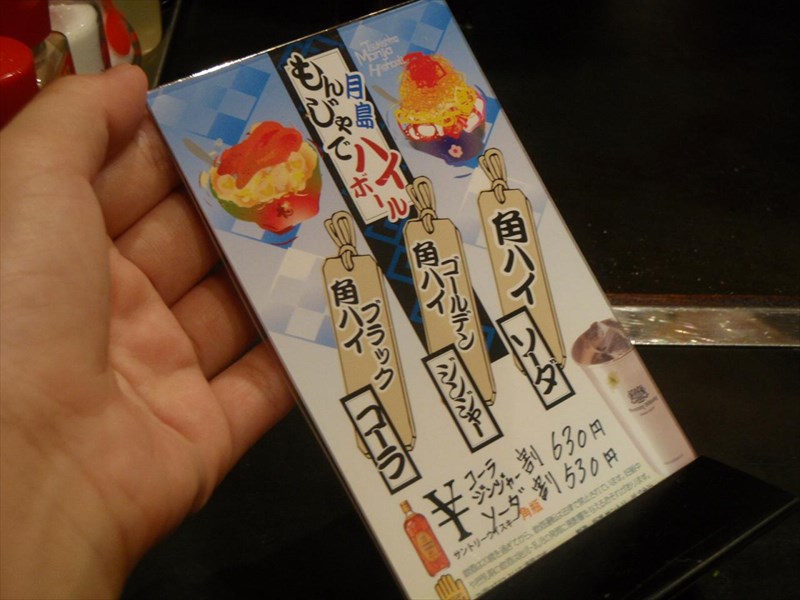 Tsukishima
Monja
月島
もんじゃで
ハイ
ボール
角ハイ
ソーダ
ゴールデン
角ハイ
ジンジャー
ブラック
角ハイ
コーラ
¥
コーラ
ジンジャー割 630円
ソーダ割 530円
サントリーウイスキー角瓶